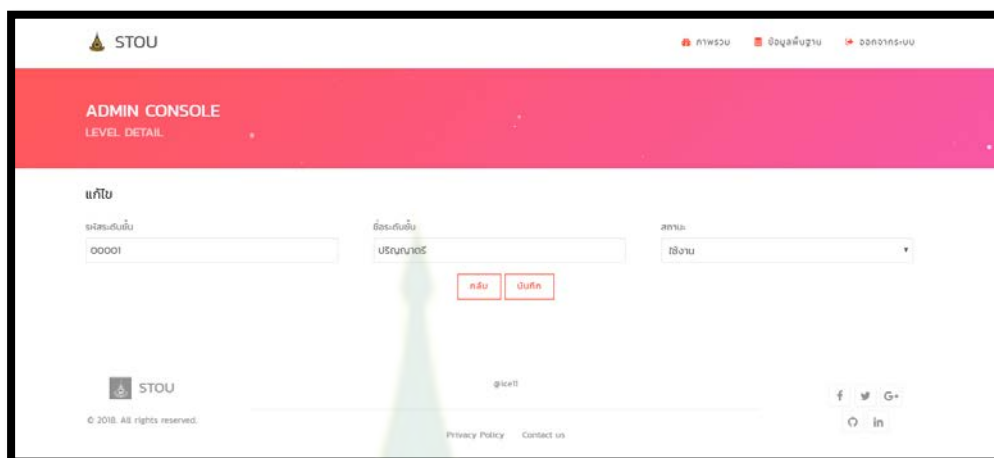 STOU
ภาพรวม ข้อมูลพื้นฐาน ออกจากระบบ
ADMIN CONSOLE
LEVEL DETAIL
แก้ไข
รหัสระดับชั้น ชื่อระดับชั้น สถานะ
00001 ปริญญาตรี ใช้งาน
กลับ บันทึก
STOU
@ice11
© 2018. All rights reserved.
Privacy Policy Contact us